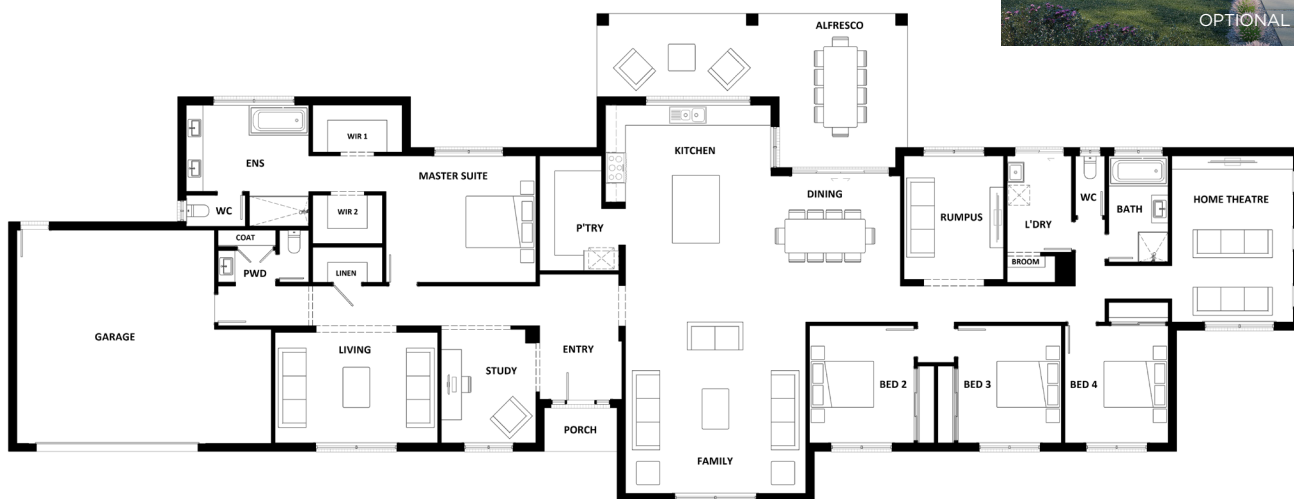 OPTIONAL
ALFRESCO
WIR 1
ENS
KITCHEN
MASTER SUITE
DINING
WC
HOME THEATRE
BATH
RUMPUS
L'DRY
WC
WIR 2
P'TRY
COAT
PWD
LINEN
BROOM
GARAGE
LIVING
STUDY
ENTRY
BED 2
BED 3
BED 4
PORCH
FAMILY